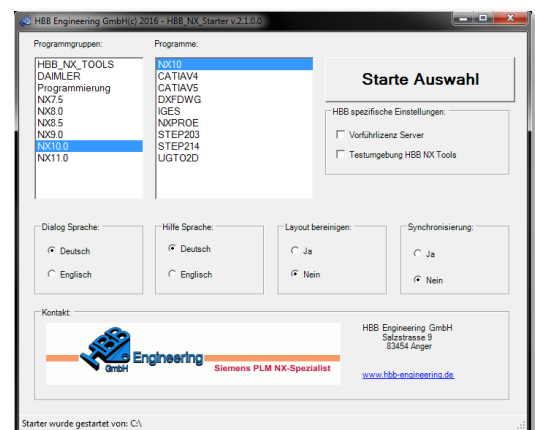 HBB Engineering GmbH(c) 2016 - HBB_NX_Starter v.2.1.0.0
Programmgruppen:
Programme:
HBB_NX_TOOLS
DAIMLER
Programmierung
NX7.5
NX8.0
NX8.5
NX9.0
NX10.0
NX11.0
NX10
CATIAV4
CATIAV5
DXFDWG
IGES
NXPROE
STEP203
STEP214
UGTO2D
Starte Auswahl
HBB spezifische Einstellungen:
Vorführlizenz Server
Testumgebung HBB NX Tools
Dialog Sprache:
Deutsch
Englisch
Hilfe Sprache:
Deutsch
Englisch
Layout bereinigen:
Ja
Nein
Synchronisierung:
Ja
Nein
Kontakt:
HBB Engineering
GmbH
Siemens PLM NX-Spezialist
HBB Engineering GmbH
Salzstrasse 9
83454 Anger
www.hbb-engineering.de
Starter wurde gestartet von: C:\